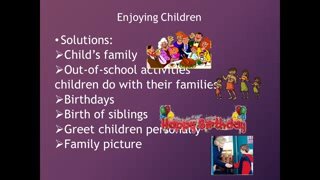 Enjoying Children
•Solutions:
➢Child's family
➢Out-of-school activities
children do with their families
➢Birthdays
➢Birth of siblings
➢Greet children personally
➢Family picture
Happy Birthday